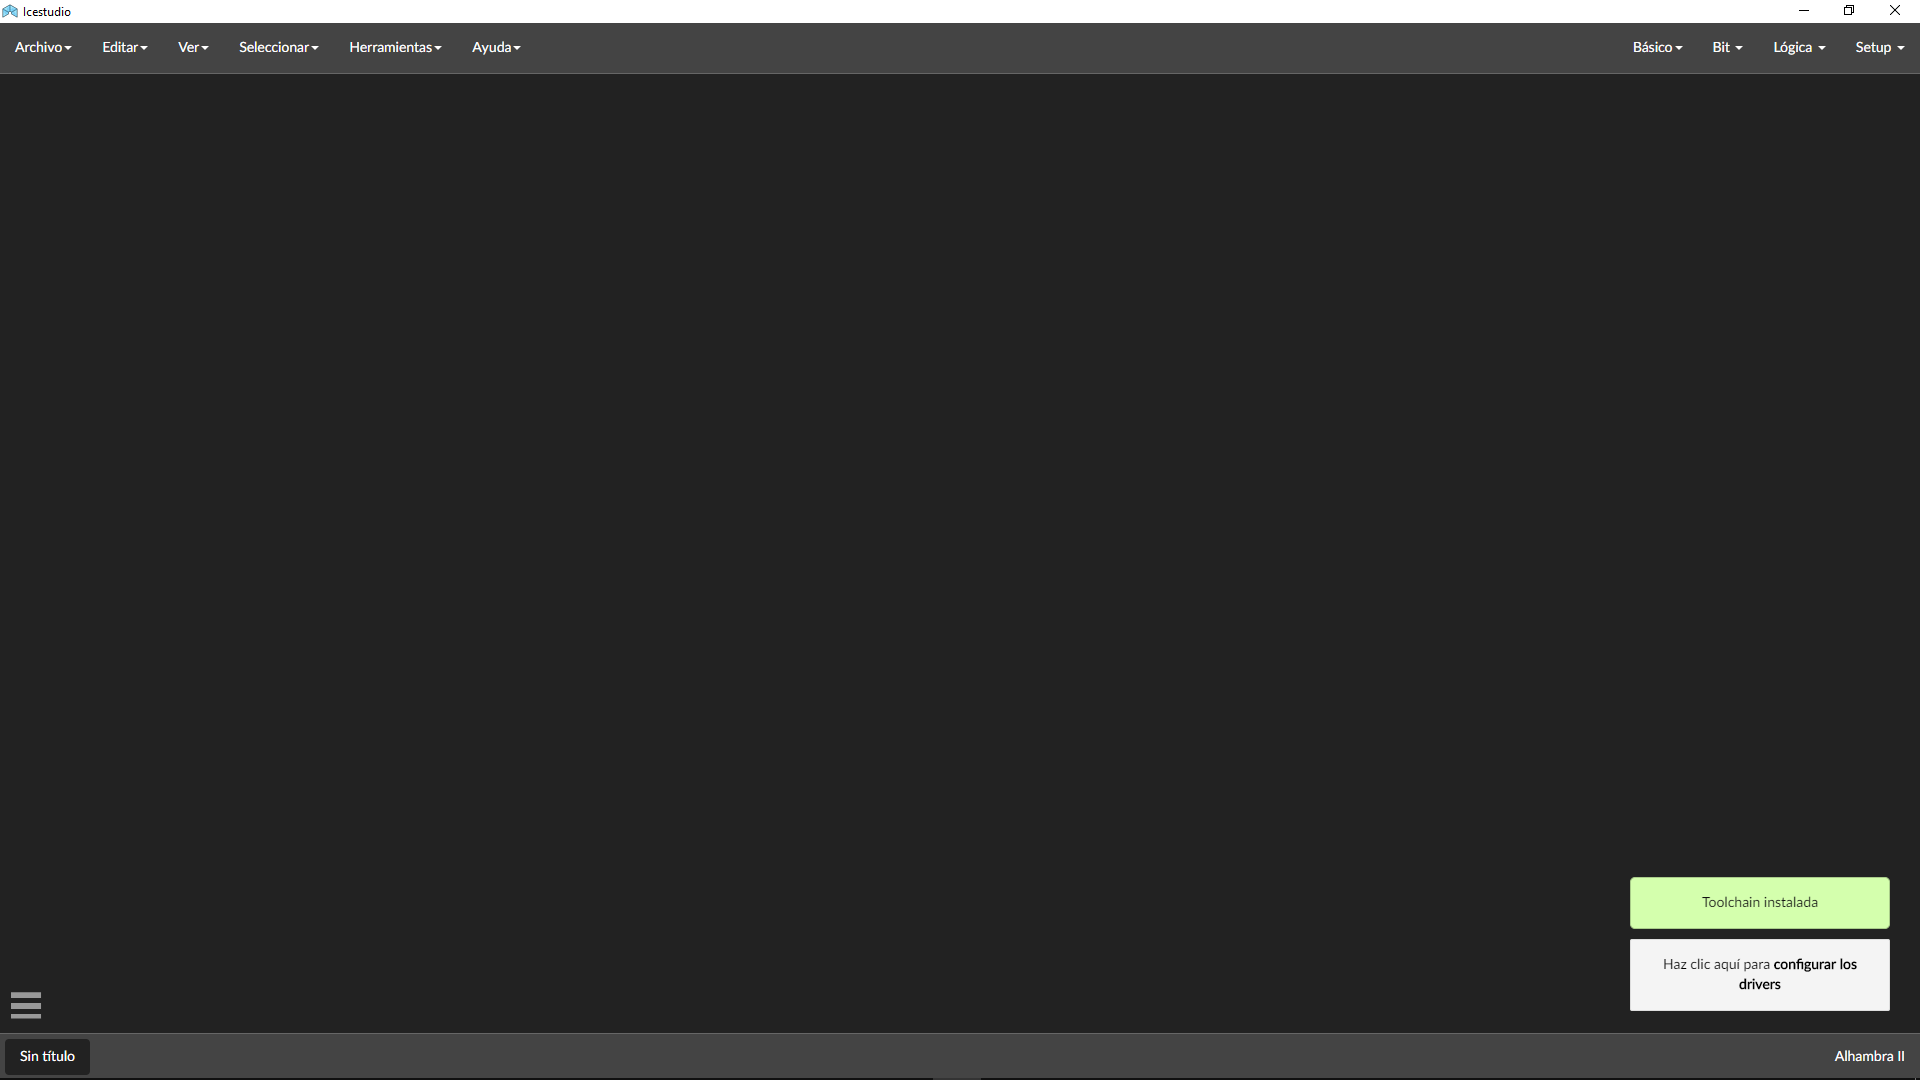 Icestudio
Archivo Editar Ver Seleccionar Herramientas Ayuda Básico Bit Lógica Setup
Toolchain instalada
Haz clic aquí para configurar los
drivers
Sin título Alhambra II